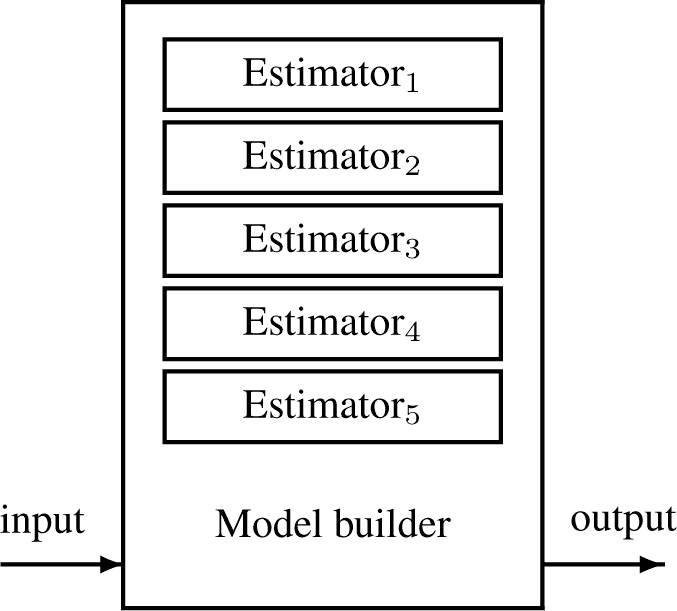 Estimator₁
Estimator₂
Estimator₃
Estimator₄
Estimator₅
input
Model builder
output